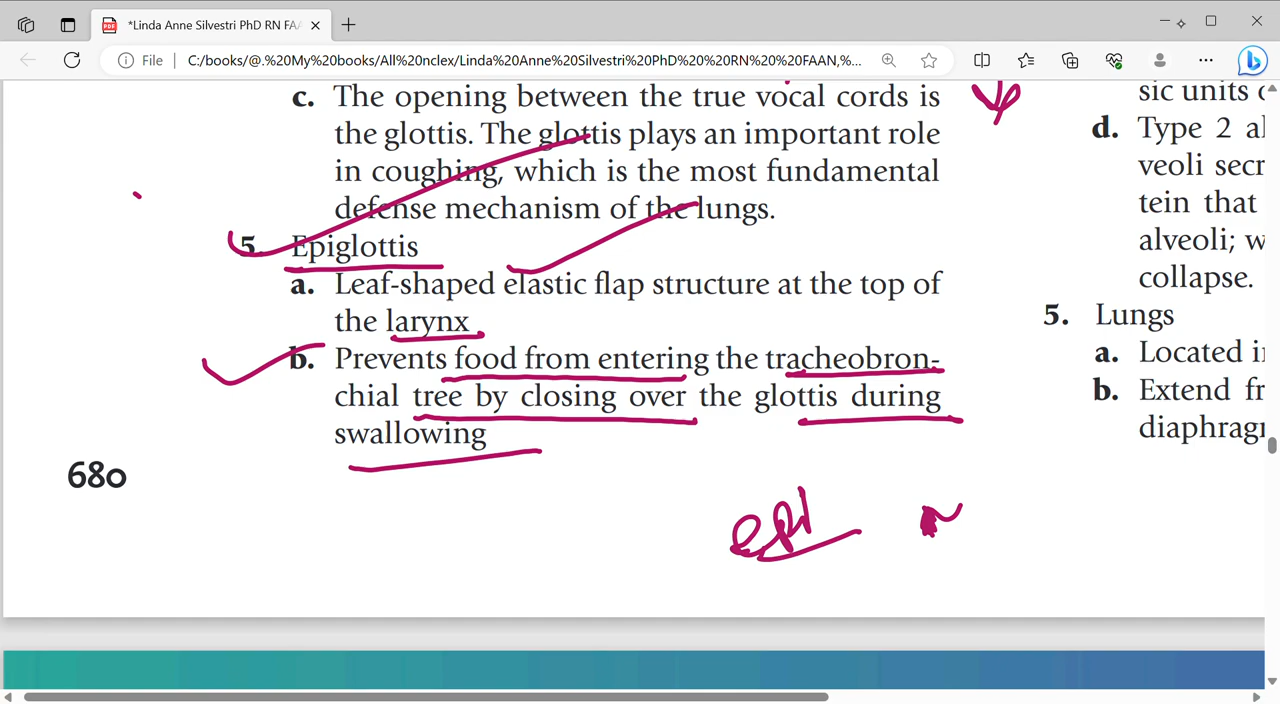 *Linda Anne Silvestri PhD RN FAA
File
C:/books/@.%20My%20books/All%20nclex/Linda%20Anne%20Silvestri%20PhD%20%20RN%20%20FAAN,%...
c. The opening between the true vocal cords is
the glottis. The glottis plays an important role
in coughing, which is the most fundamental
defense mechanism of the lungs.
5. Epiglottis
a. Leaf-shaped elastic flap structure at the top of
the larynx
b. Prevents food from entering the tracheobron-
chial tree by closing over the glottis during
swallowing
680
epi
sic units
d. Type 2 al
veoli sec
tein that
alveoli; w
collapse.
5. Lungs
a. Located i
b. Extend fr
diaphrag